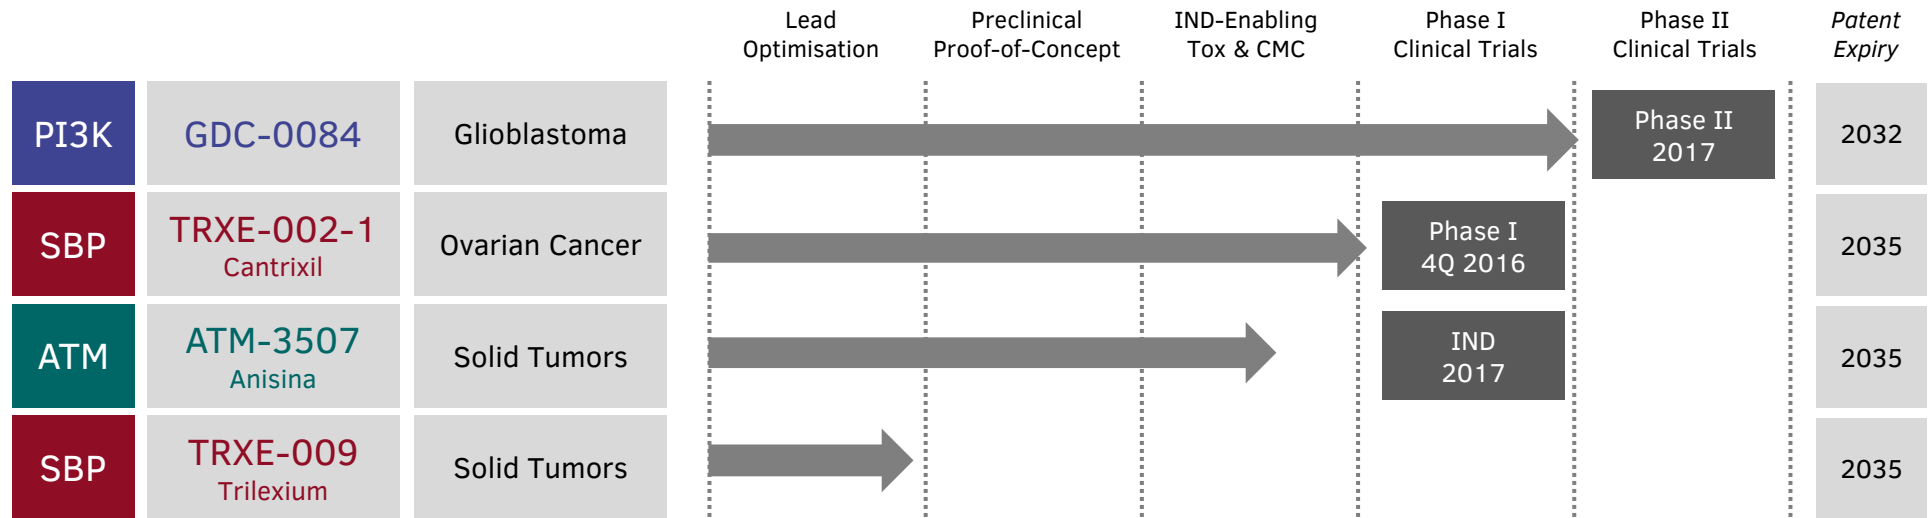 Lead
Optimisation
Preclinical
Proof-of-Concept
IND-Enabling
Tox & CMC
Phase I
Clinical Trials
Phase II
Clinical Trials
Patent
Expiry
PI3K
GDC-0084
Glioblastoma
Phase II
2017
2032
SBP
TRXE-002-1
Cantrixil
Ovarian Cancer
Phase I
4Q 2016
2035
ATM
ATM-3507
Anisina
Solid Tumors
IND
2017
2035
SBP
TRXE-009
Trilexium
Solid Tumors
2035